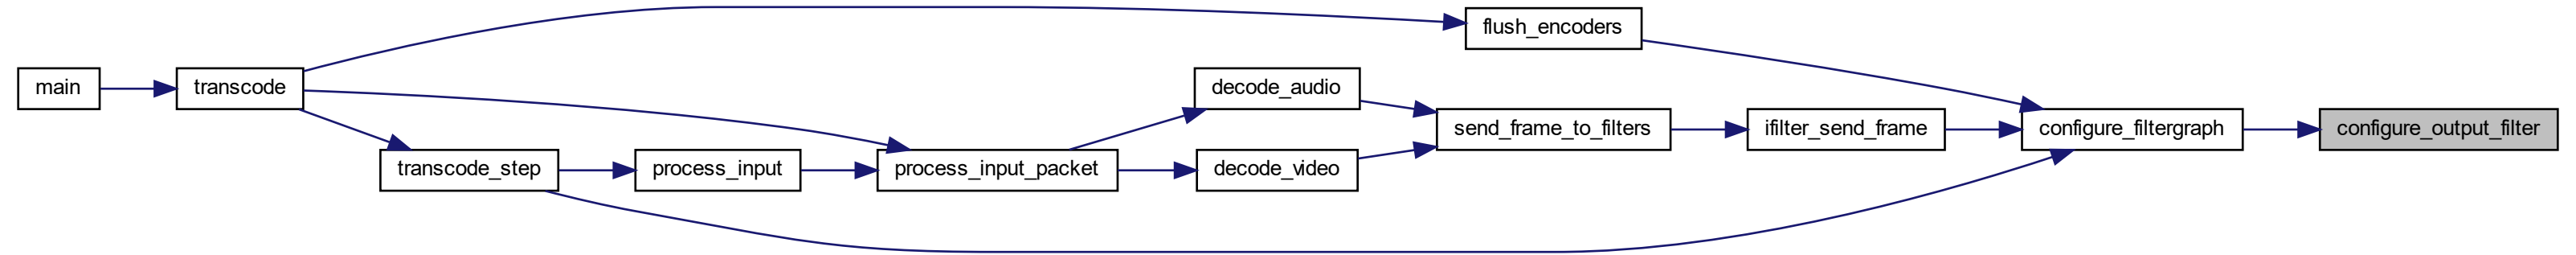 flush_encoders
main
transcode
decode_audio
send_frame_to_filters
ifilter_send_frame
configure_filtergraph
configure_output_filter
transcode_step
process_input
process_input_packet
decode_video